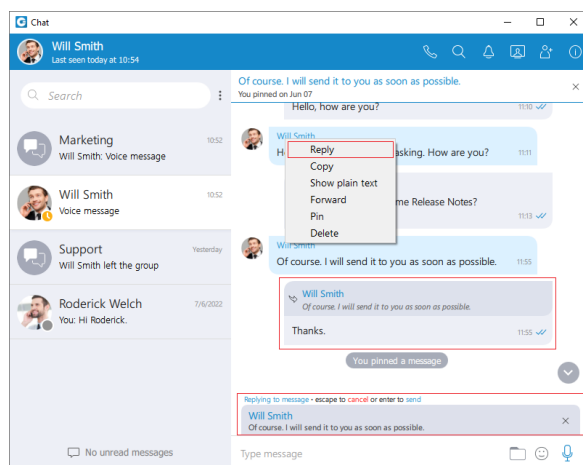 Chat
Will Smith
Last seen today at 10:54
Search
Marketing
10:52
Will Smith: Voice message
Will Smith
10:52
Voice message
Support
Yesterday
Will Smith left the group
Roderick Welch
7/6/2022
You: Hi Roderick.
No unread messages
Of course. I will send it to you as soon as possible.
You pinned on Jun 07
Hello, how are you?
11:10
Will Smith
H
asking. How are you?
11:11
Reply
Copy
Show plain text
Forward
Pin
Delete
me Release Notes?
11:13
Will Smith
Of course. I will send it to you as soon as possible.
11:55
Will Smith
Of course. I will send it to you as soon as possible.
Thanks.
11:55
You pinned a message
Replying to message - escape to cancel or enter to send
Will Smith
Of course. I will send it to you as soon as possible.
Type message